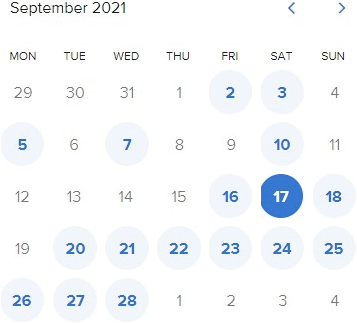 September 2021
MON TUE WED THU FRI SAT SUN
29 30 31 1 2 3 4
5 6 7 8 9 10 11
12 13 14 15 16 17 18
19 20 21 22 23 24 25
26 27 28 1 2 3 4